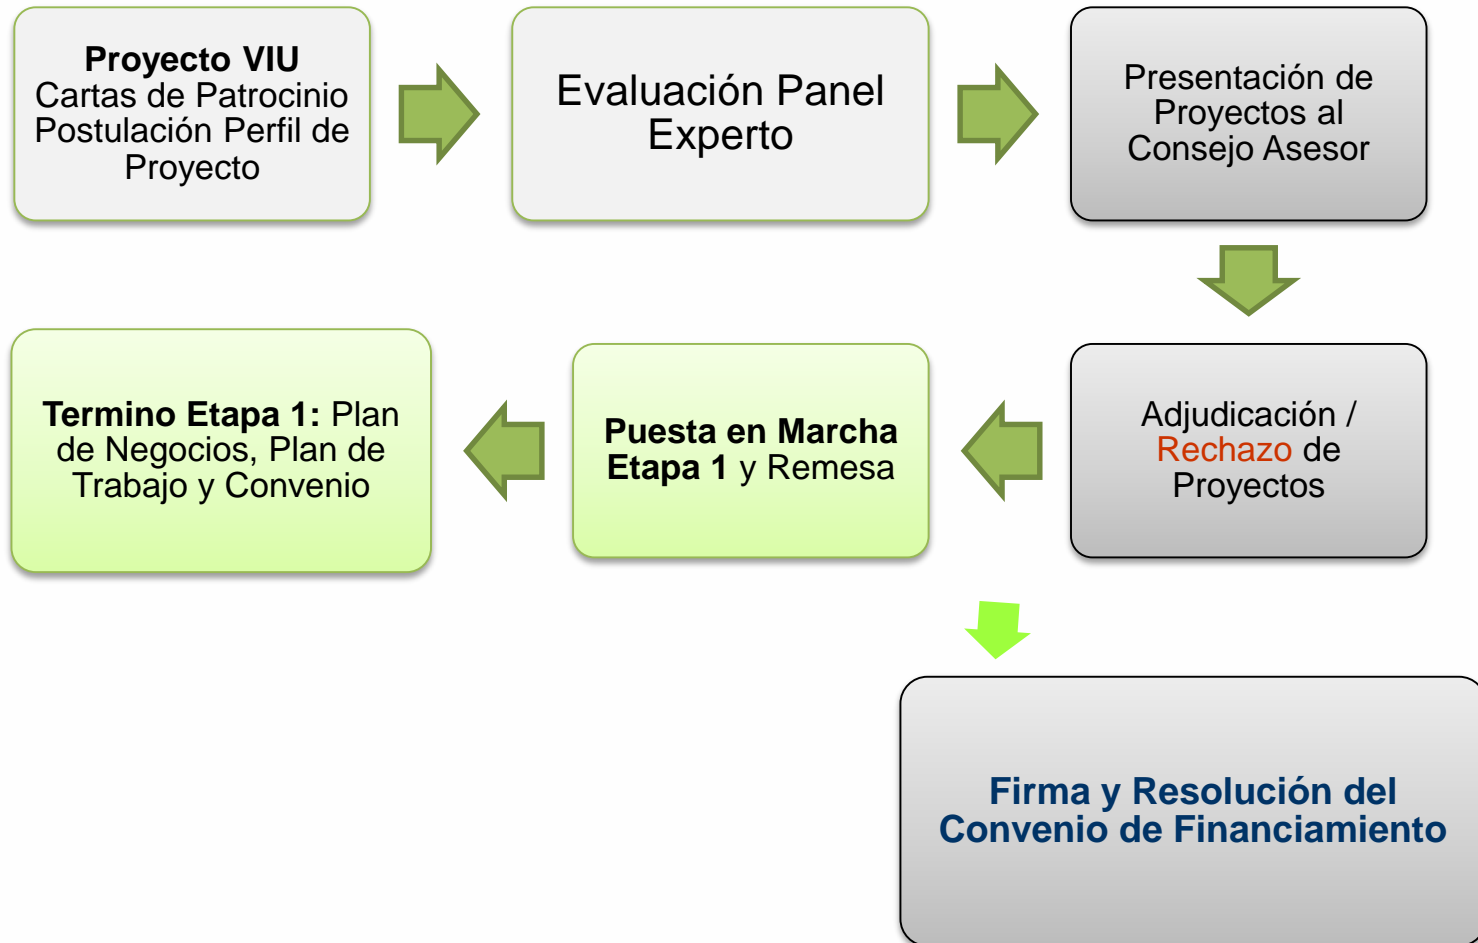 Proyecto VIU
Cartas de Patrocinio
Postulación Perfil de
Proyecto
Evaluación Panel
Experto
Presentación de
Proyectos al
Consejo Asesor
Adjudicación /
Rechazo de
Proyectos
Puesta en Marcha
Etapa 1 y Remesa
Termino Etapa 1: Plan
de Negocios, Plan de
Trabajo y Convenio
Firma y Resolución del
Convenio de Financiamiento